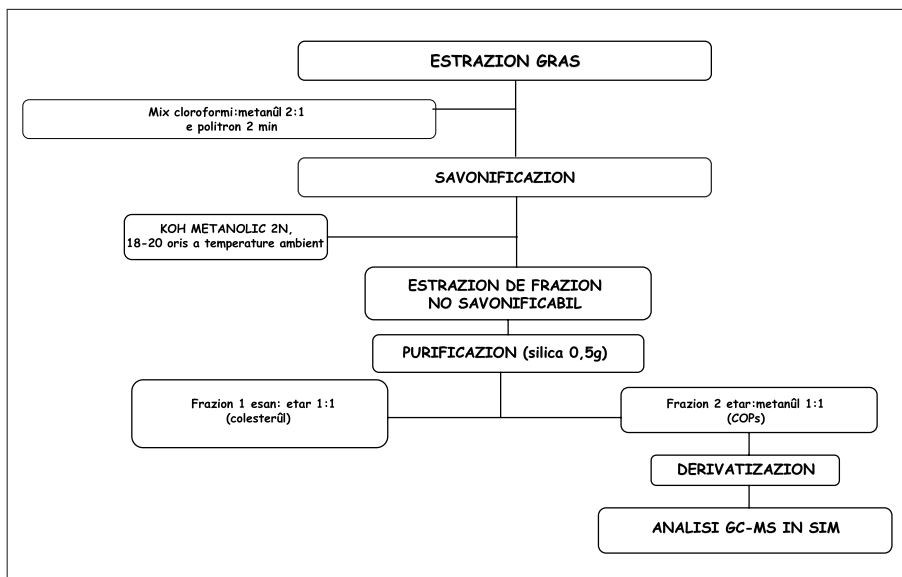 ESTRAZION GRAS
Mix cloroformi:metanûl 2:1
e politron 2 min
SAVONIFICAZION
KOH METANOLIC 2N,
18-20 oris a temperature ambient
ESTRAZION DE FRAZION
NO SAVONIFICABIL
PURIFICAZION (silica 0,5g)
Frazion 1 esan: etar 1:1
(colesterûl)
Frazion 2 etar:metanûl 1:1
(COPs)
DERIVATIZAZION
ANALISI GC-MS IN SIM